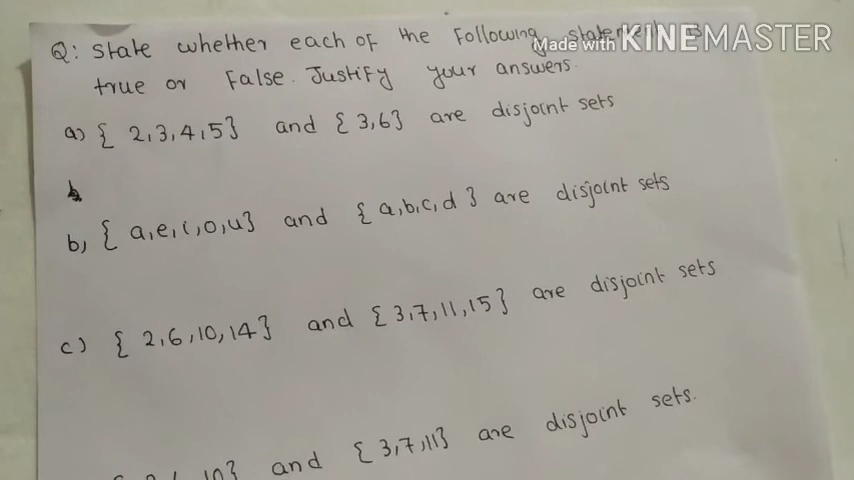 Q: State whether each of the following
true or False. Justify your answers.
a) { 2,3,4,5} and { 3,6} are disjoint sets
b) { a,e,i,o,u} and { a,b,c,d } are disjoint sets
c) { 2,6,10,14} and { 3,7,11,15} are disjoint sets
10} and { 3,7,11} are disjoint sets.
Made with KINEMASTER